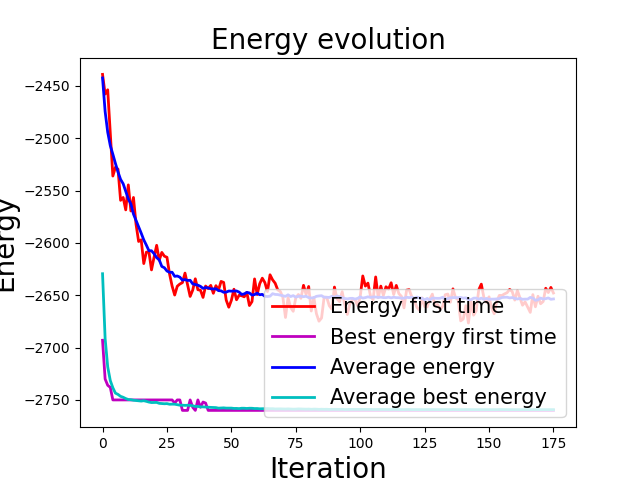 Energy evolution
Energy
−2450
−2500
−2550
−2600
−2650
−2700
−2750
Energy first time
Best energy first time
Average energy
Average best energy
0 25 50 75 100 125 150 175
Iteration